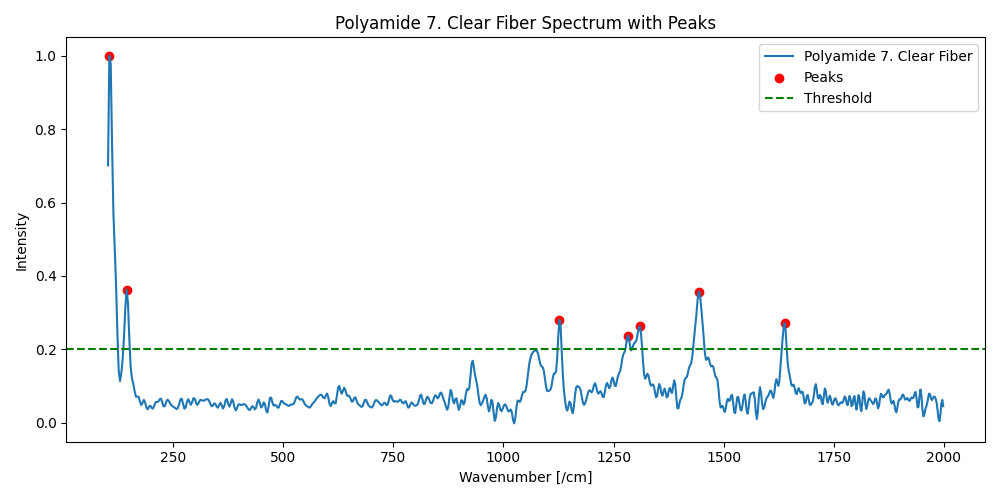 Polyamide 7. Clear Fiber Spectrum with Peaks
Polyamide 7. Clear Fiber
Peaks
Threshold
1.0
0.8
0.6
0.4
0.2
0.0
Intensity
250 500 750 1000 1250 1500 1750 2000
Wavenumber [/cm]